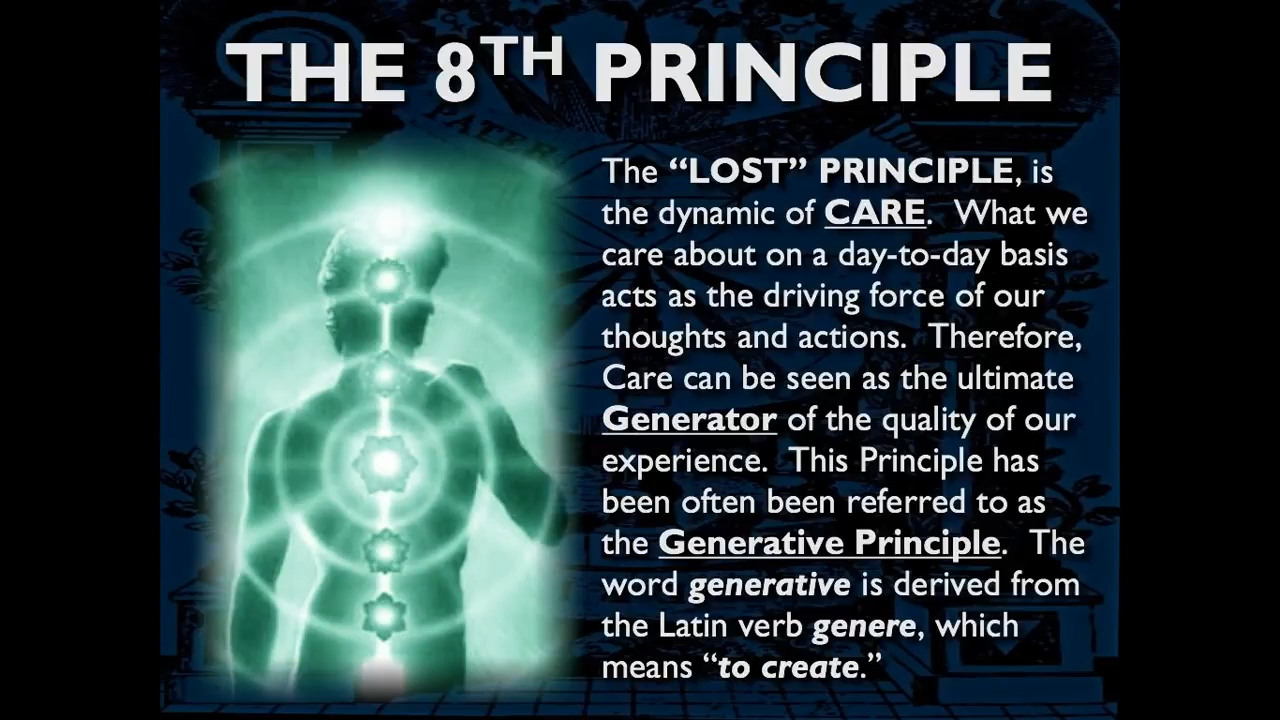 THE 8TH PRINCIPLE
PATER
The “LOST” PRINCIPLE, is
the dynamic of CARE. What we
care about on a day-to-day basis
acts as the driving force of our
thoughts and actions. Therefore,
Care can be seen as the ultimate
Generator of the quality of our
experience. This Principle has
been often been referred to as
the Generative Principle. The
word generative is derived from
the Latin verb genere, which
means “to create.”